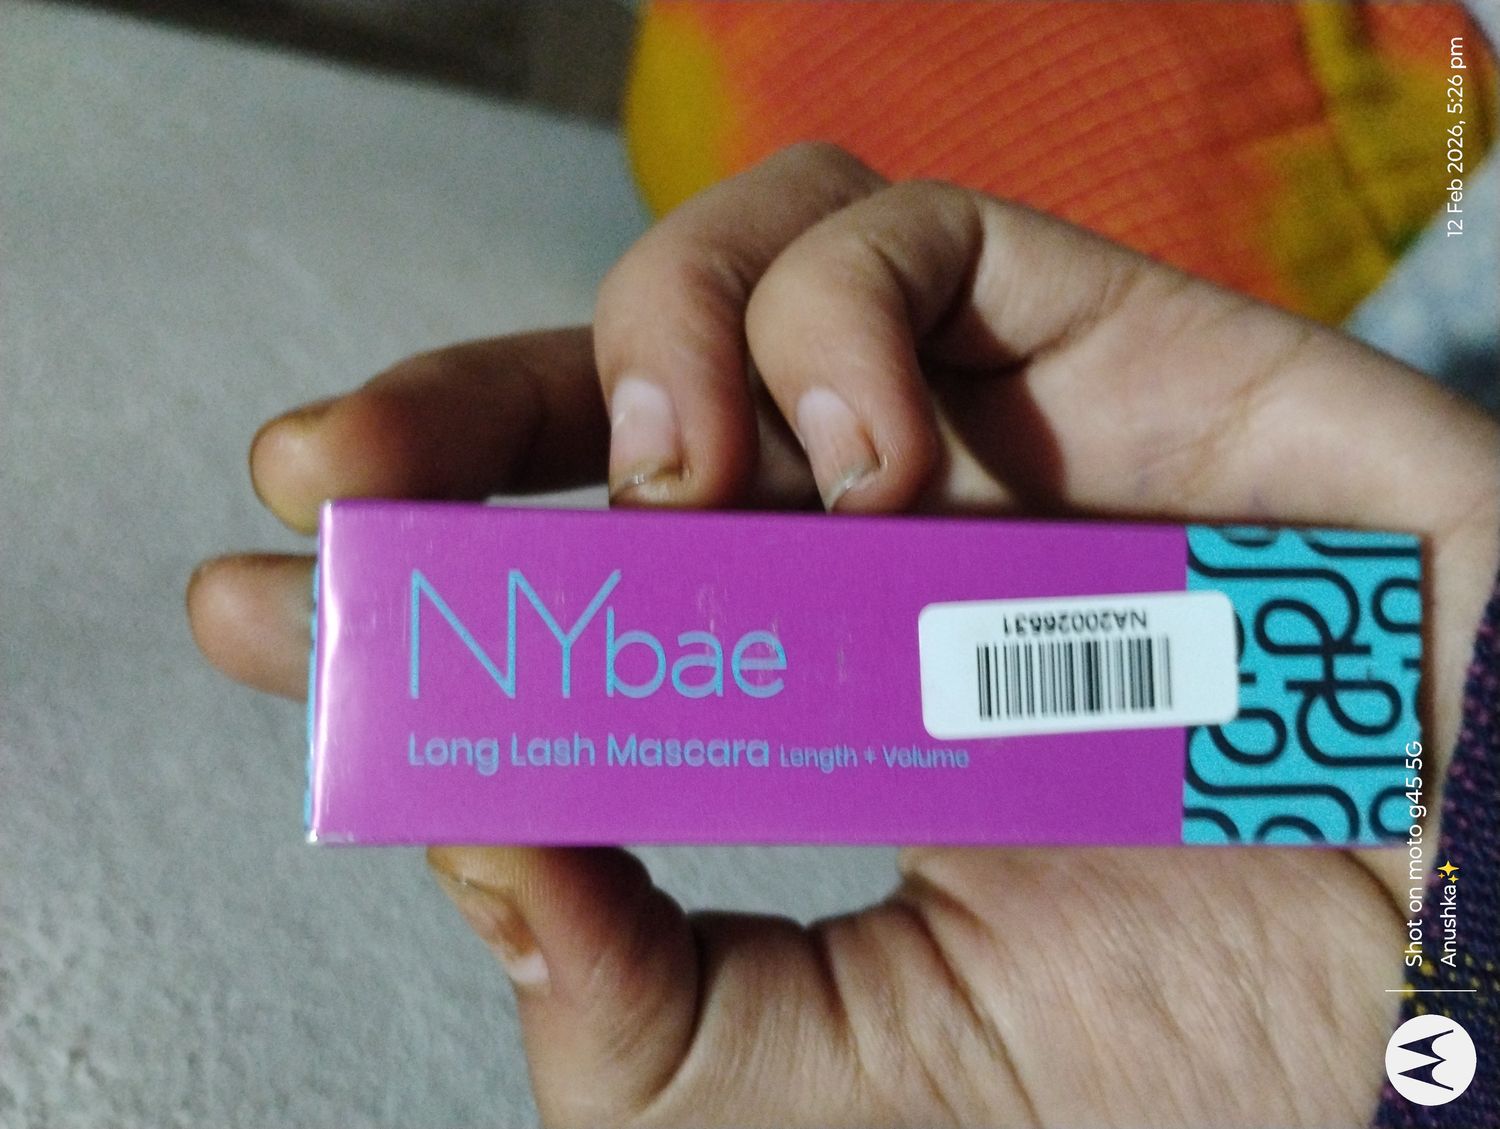 NYbae
Long Lash Mascara Length + Volume
NA20026631
Shot on moto g45 5G
Anushka✨
12 Feb 2026, 5:26 pm